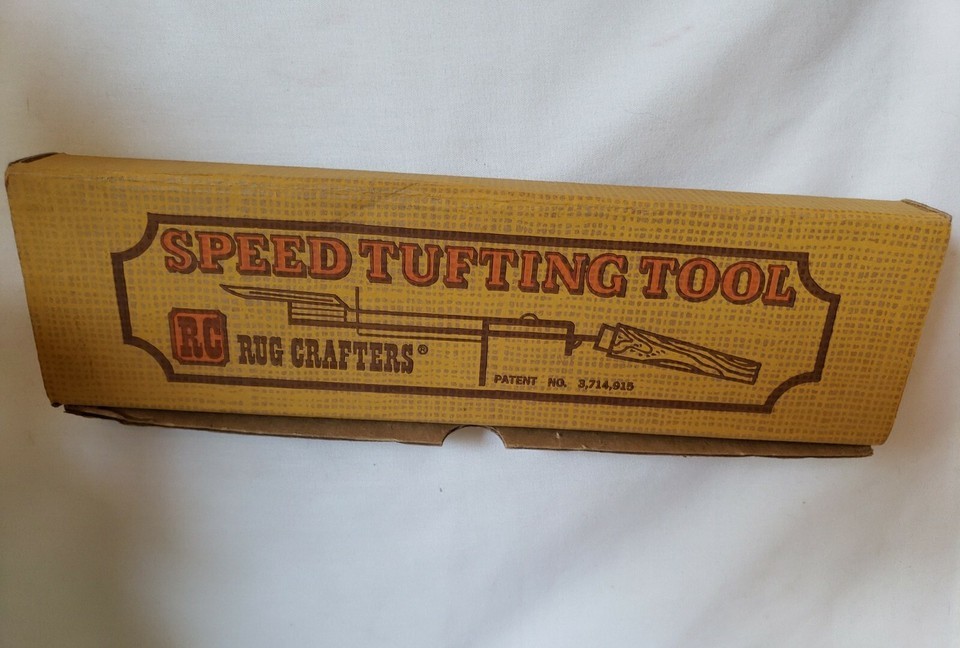 SPEED TUFTING TOOL
RC RUG CRAFTERS®
PATENT NO. 3,714,915